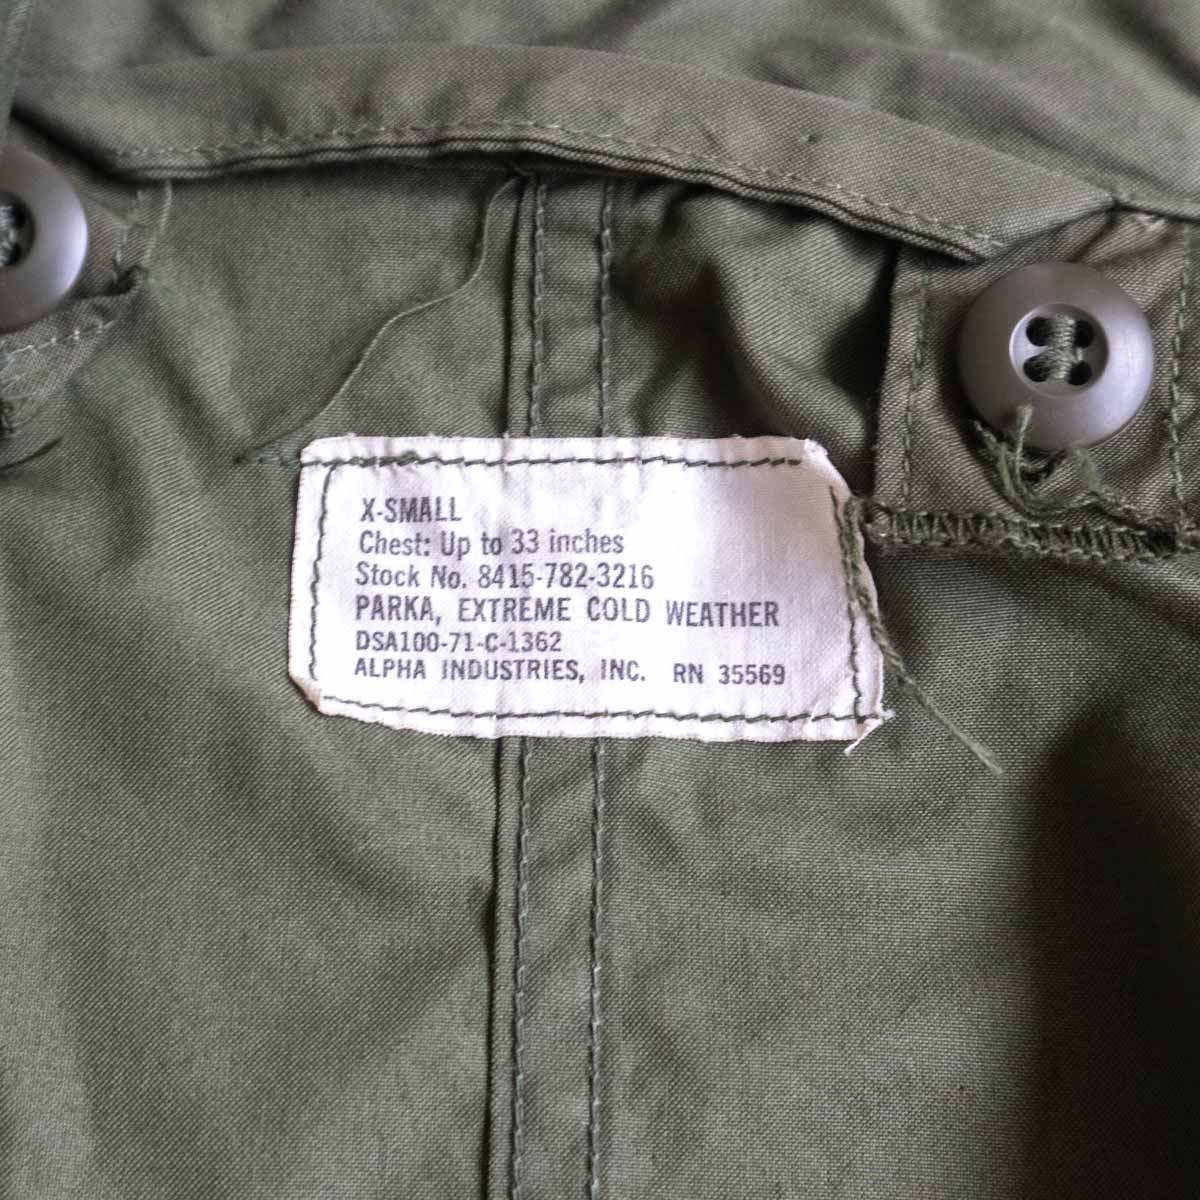 X-SMALL
Chest: Up to 33 inches
Stock No. 8415-782-3216
PARKA, EXTREME COLD WEATHER
DSA100-71-C-1362
ALPHA INDUSTRIES, INC. RN 35569